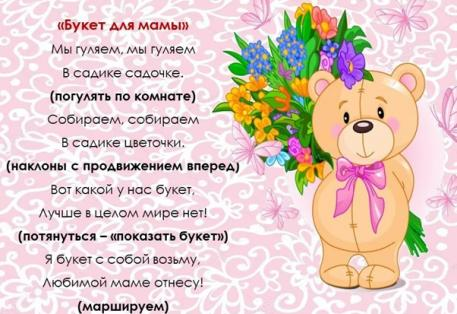 «Букет для мамы»
Мы гуляем, мы гуляем
В садике садочке.
(погулять по комнате)
Собираем, собираем
В садике цветочки.
(наклоны с продвижением вперед)
Вот какой у нас букет,
Лучше в целом мире нет!
(потянуться – «показать букет»)
Я букет с собой возьму,
Любимой маме отнесу!
(маршируем)